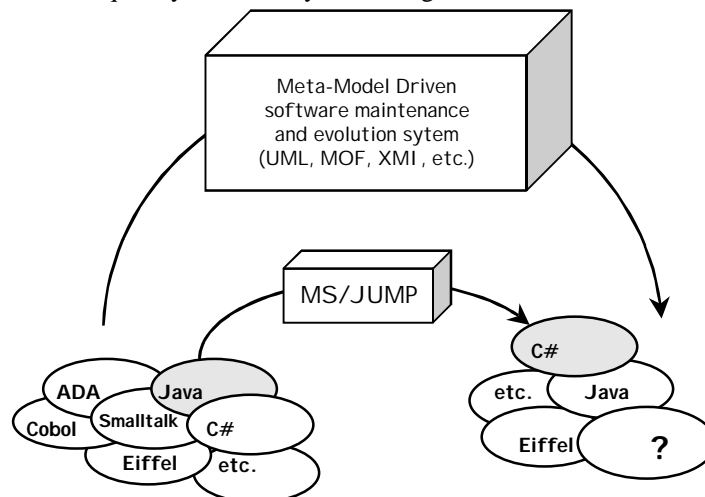 Meta-Model Driven
software maintenance
and evolution sytem
(UML, MOF, XMI, etc.)
MS/JUMP
C#
ADA
Java
etc.
Java
Cobol
Smalltalk
C#
Eiffel
etc.
Eiffel
?